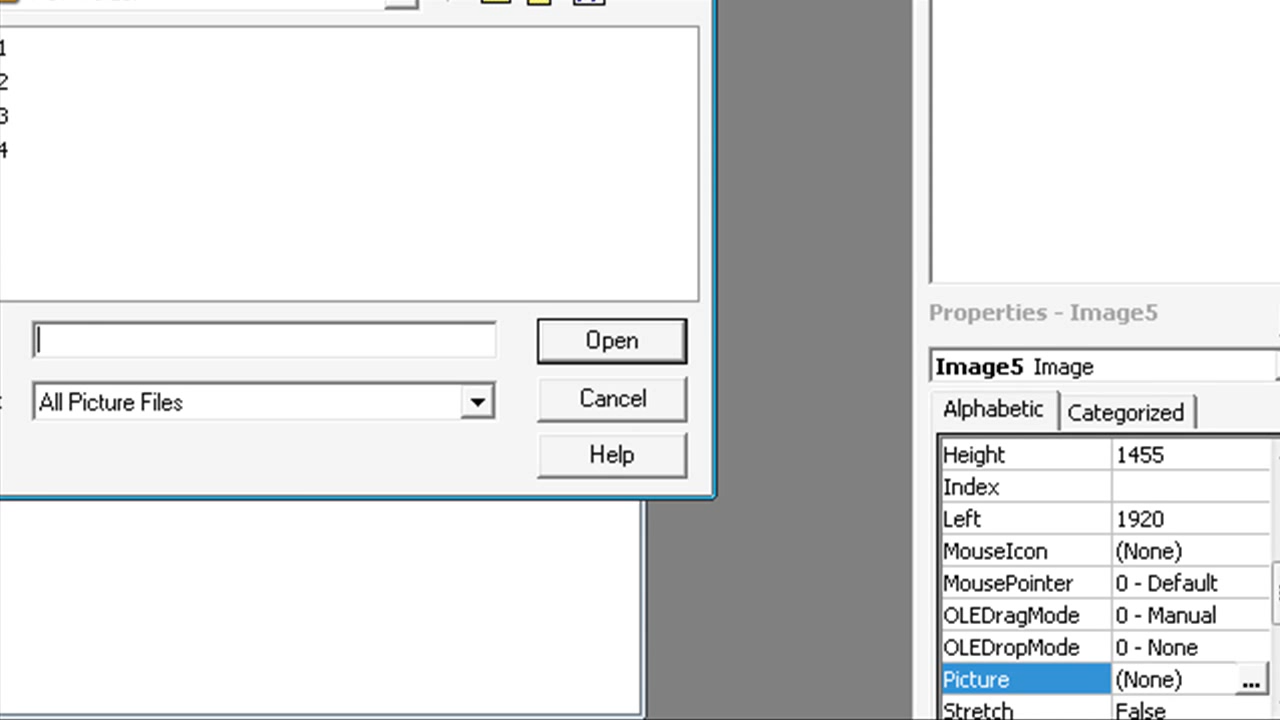 1
2
3
4
Open
All Picture Files
Cancel
Help
Properties - Image5
Image5 Image
Alphabetic
Categorized
Height 1455
Index
Left 1920
MouseIcon (None)
MousePointer 0 - Default
OLEDragMode 0 - Manual
OLEDropMode 0 - None
Picture (None) ...
Stretch False